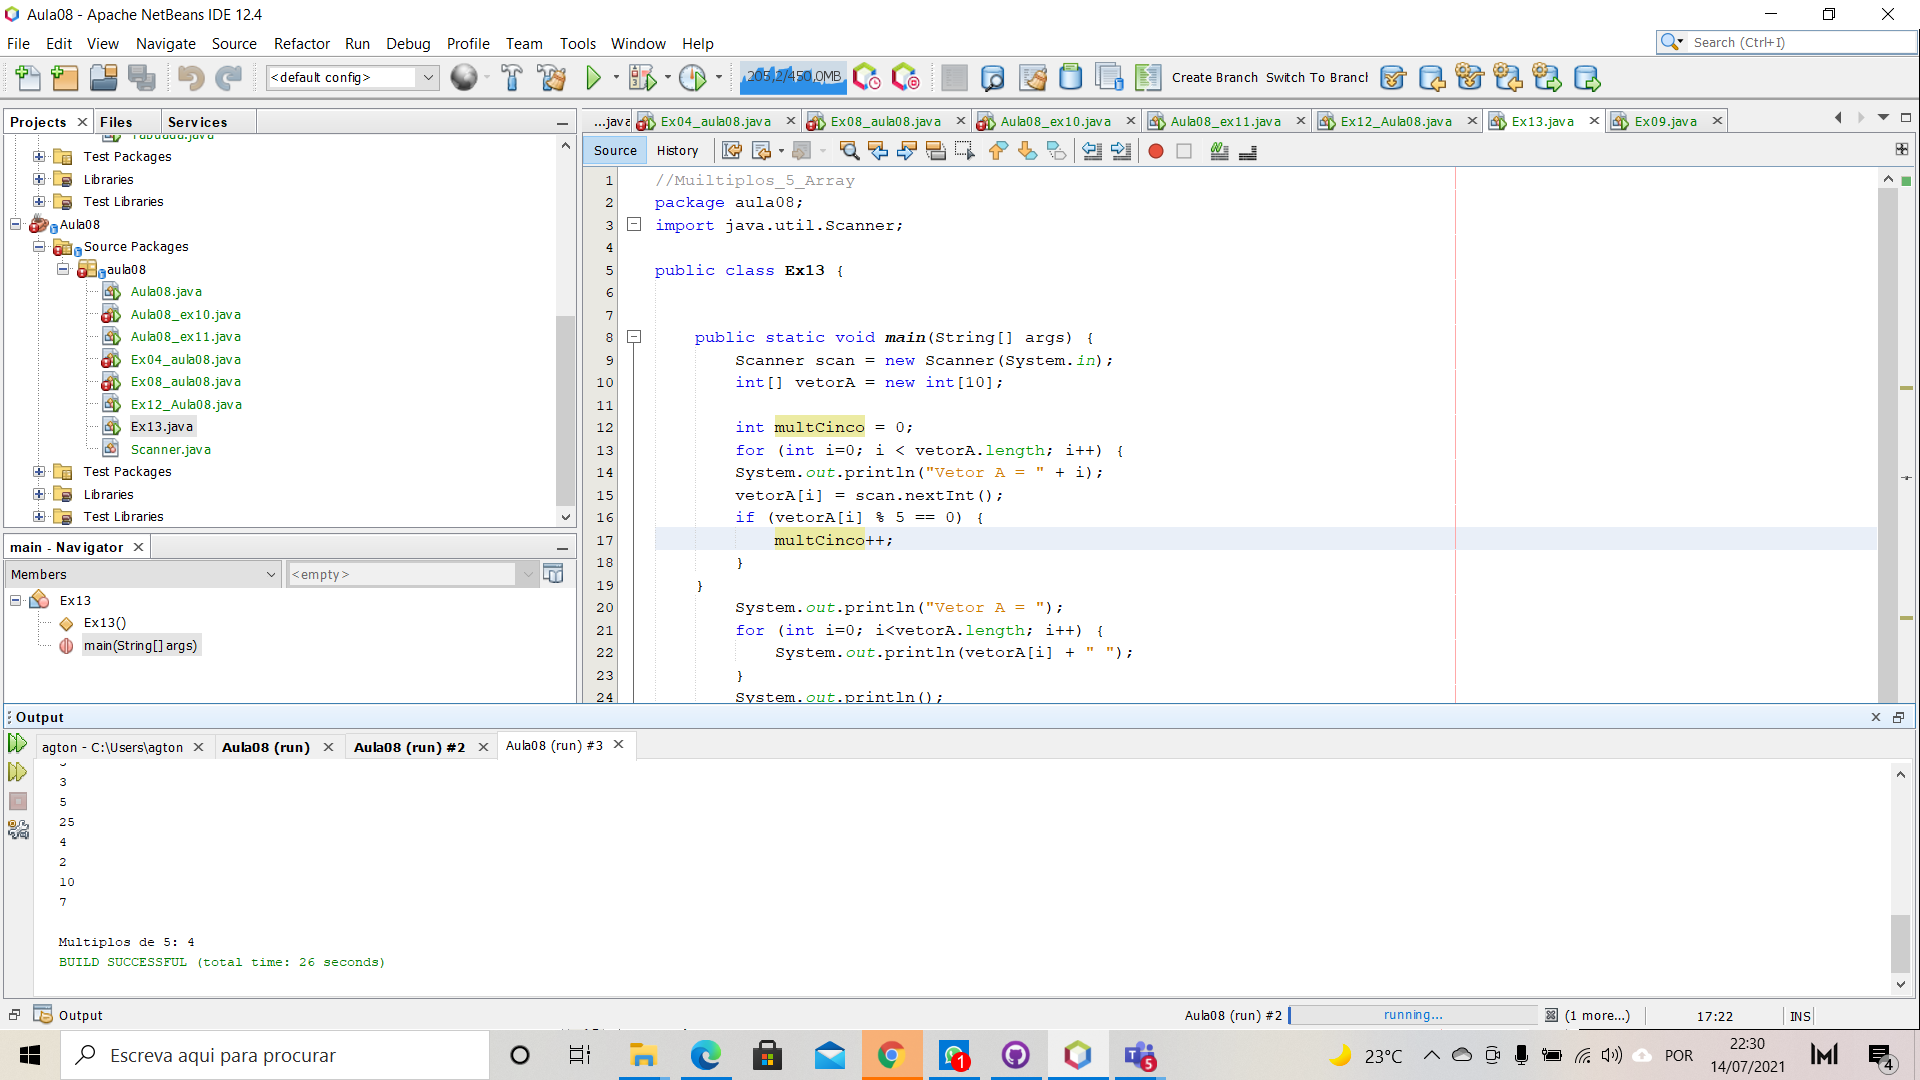 Aula08 - Apache NetBeans IDE 12.4
File Edit View Navigate Source Refactor Run Debug Profile Team Tools Window Help
Search (Ctrl+I)
<default config>
205,2/450,0MB
Create Branch Switch To Branch
Projects Files Services
Tabuada.java
Test Packages
Libraries
Test Libraries
Aula08
Source Packages
aula08
Aula08.java
Aula08_ex10.java
Aula08_ex11.java
Ex04_aula08.java
Ex08_aula08.java
Ex12_Aula08.java
Ex13.java
Scanner.java
Test Packages
Libraries
Test Libraries
main - Navigator
Members <empty>
Ex13
Ex13()
main(String[] args)
...java Ex04_aula08.java Ex08_aula08.java Aula08_ex10.java Aula08_ex11.java Ex12_Aula08.java Ex13.java Ex09.java
Source History
1 //Muiltiplos_5_Array
2 package aula08;
3 import java.util.Scanner;
4
5 public class Ex13 {
6
7
8 public static void main(String[] args) {
9 Scanner scan = new Scanner(System.in);
10 int[] vetorA = new int[10];
11
12 int multCinco = 0;
13 for (int i=0; i < vetorA.length; i++) {
14 System.out.println("Vetor A = " + i);
15 vetorA[i] = scan.nextInt();
16 if (vetorA[i] % 5 == 0) {
17 multCinco++;
18 }
19 }
20 System.out.println("Vetor A = ");
21 for (int i=0; i<vetorA.length; i++) {
22 System.out.println(vetorA[i] + " ");
23 }
24 System.out.println();
Output
agton - C:\Users\agton Aula08 (run) Aula08 (run) #2 Aula08 (run) #3
3
5
25
4
2
10
7
Multiplos de 5: 4
BUILD SUCCESSFUL (total time: 26 seconds)
Output
Aula08 (run) #2 running... (1 more...) 17:22 INS
Escreva aqui para procurar
1
5
23°C
POR
22:30
14/07/2021
4